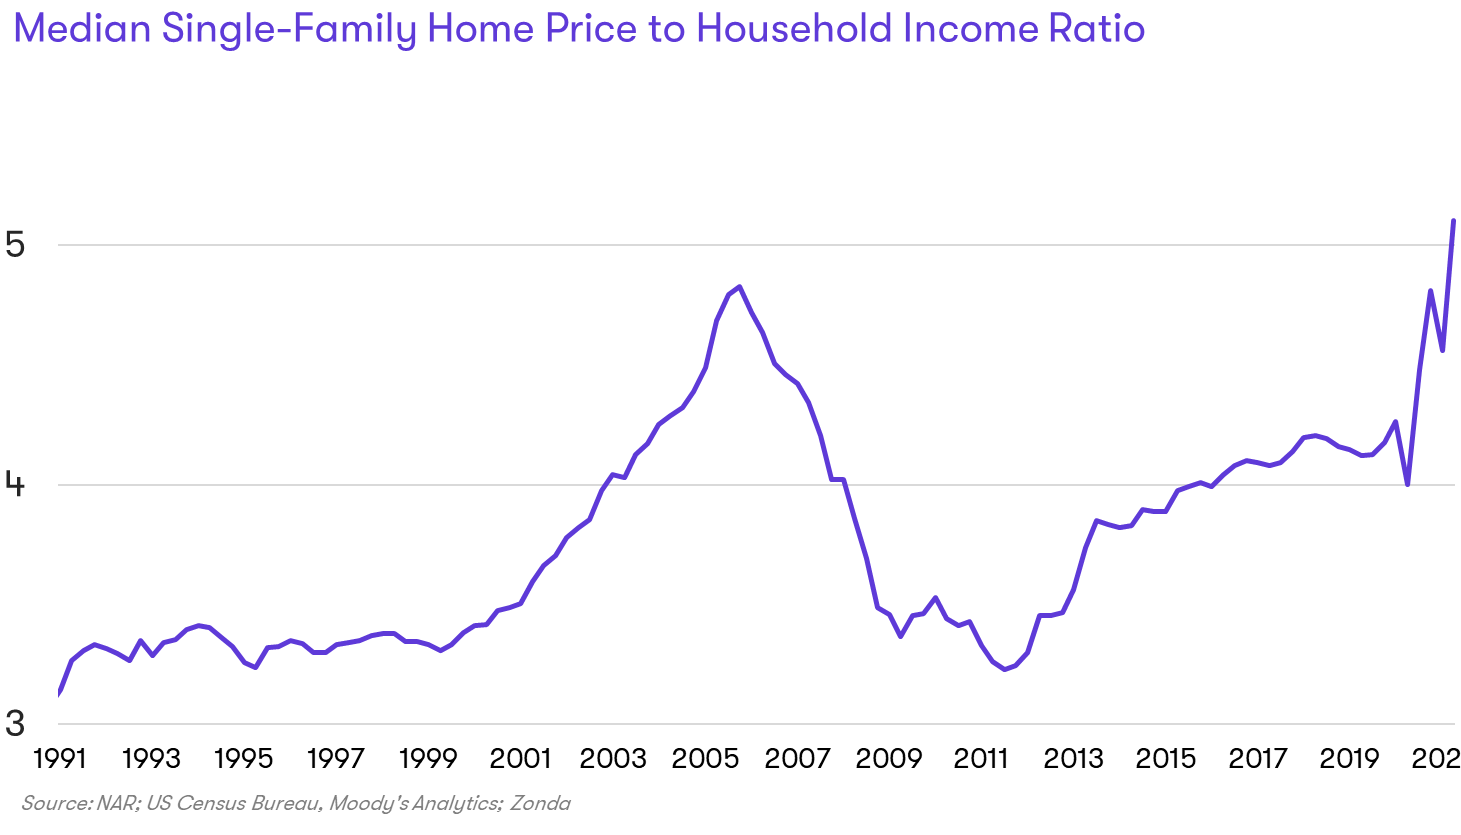 Median Single-Family Home Price to Household Income Ratio
5
4
3
1991 1993 1995 1997 1999 2001 2003 2005 2007 2009 2011 2013 2015 2017 2019 202
Source: NAR; US Census Bureau, Moody's Analytics; Zonda